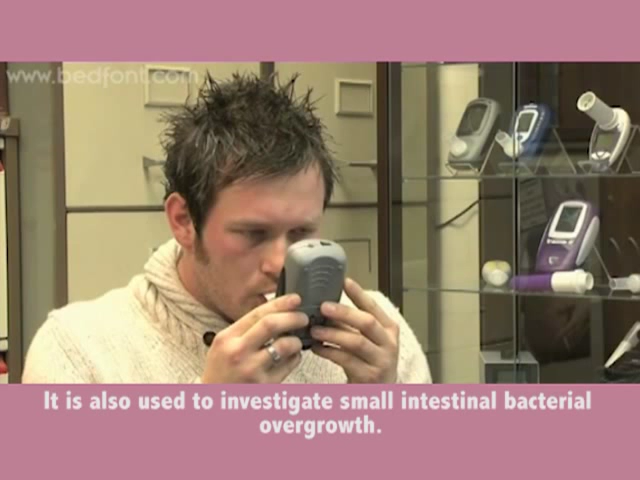 www.bedfont.com
It is also used to investigate small intestinal bacterial
overgrowth.